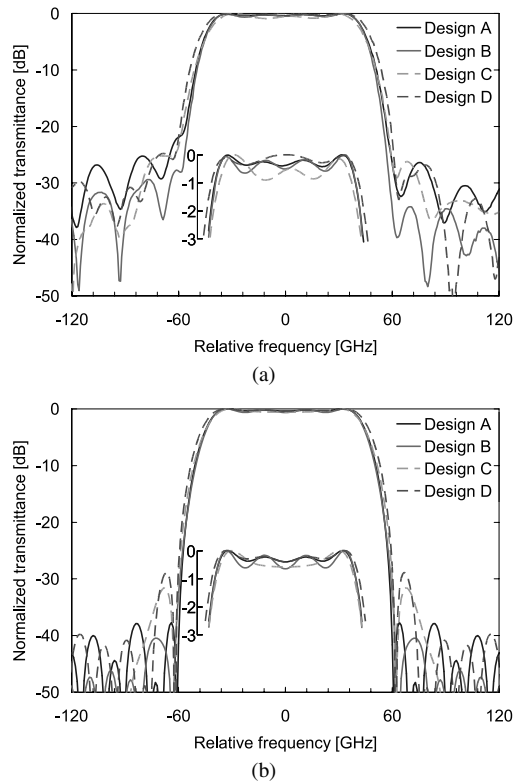 Normalized transmittance [dB]
0
-10
-20
-30
-40
-50
Design A
Design B
Design C
Design D
0
-1
-2
-3
-120 -60 0 60 120
Relative frequency [GHz]
(a)
Normalized transmittance [dB]
0
-10
-20
-30
-40
-50
Design A
Design B
Design C
Design D
0
-1
-2
-3
-120 -60 0 60 120
Relative frequency [GHz]
(b)